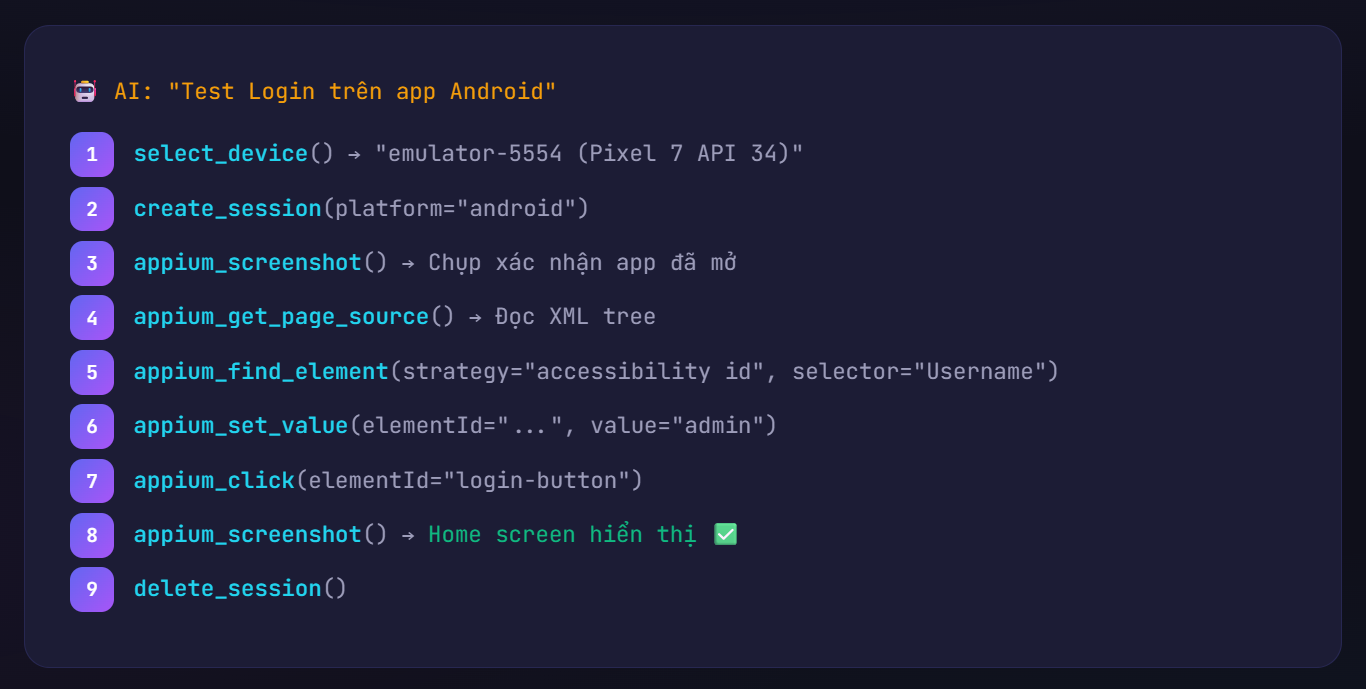 🤖 AI: "Test Login trên app Android"
1 select_device() → "emulator-5554 (Pixel 7 API 34)"
2 create_session(platform="android")
3 appium_screenshot() → Chụp xác nhận app đã mở
4 appium_get_page_source() → Đọc XML tree
5 appium_find_element(strategy="accessibility id", selector="Username")
6 appium_set_value(elementId="...", value="admin")
7 appium_click(elementId="login-button")
8 appium_screenshot() → Home screen hiển thị ✅
9 delete_session()